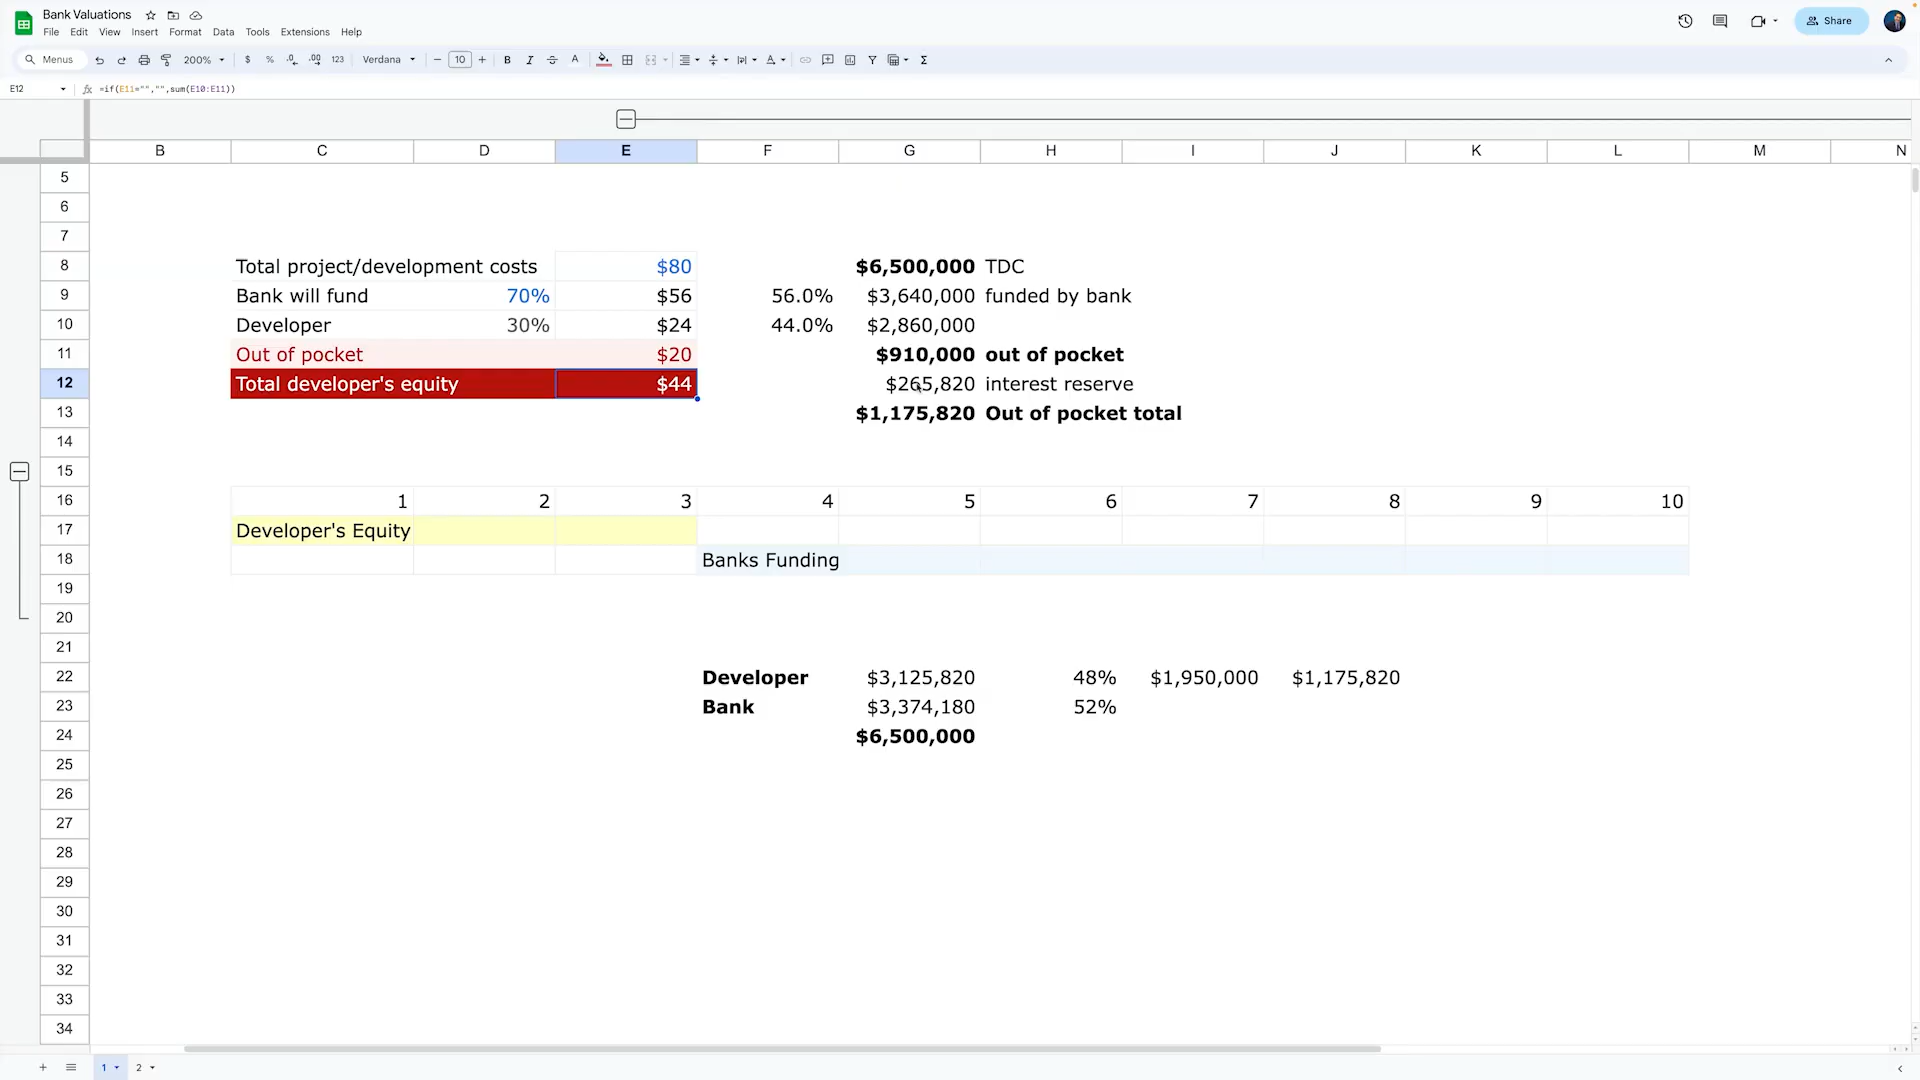 Bank Valuations
File Edit View Insert Format Data Tools Extensions Help
Share
Menus 200% $ % .0 .00 123 Verdana − 10 + B I A Σ
E12 fx =if(E11="","",sum(E10:E11))
B C D E F G H I J K L M N
5
6
7
8 Total project/development costs $80 $6,500,000 TDC
9 Bank will fund 70% $56 56.0% $3,640,000 funded by bank
10 Developer 30% $24 44.0% $2,860,000
11 Out of pocket $20 $910,000 out of pocket
12 Total developer's equity $44 $265,820 interest reserve
13 $1,175,820 Out of pocket total
14
15
16 1 2 3 4 5 6 7 8 9 10
17 Developer's Equity
18 Banks Funding
19
20
21
22 Developer $3,125,820 48% $1,950,000 $1,175,820
23 Bank $3,374,180 52%
24 $6,500,000
25
26
27
28
29
30
31
32
33
34
1 2